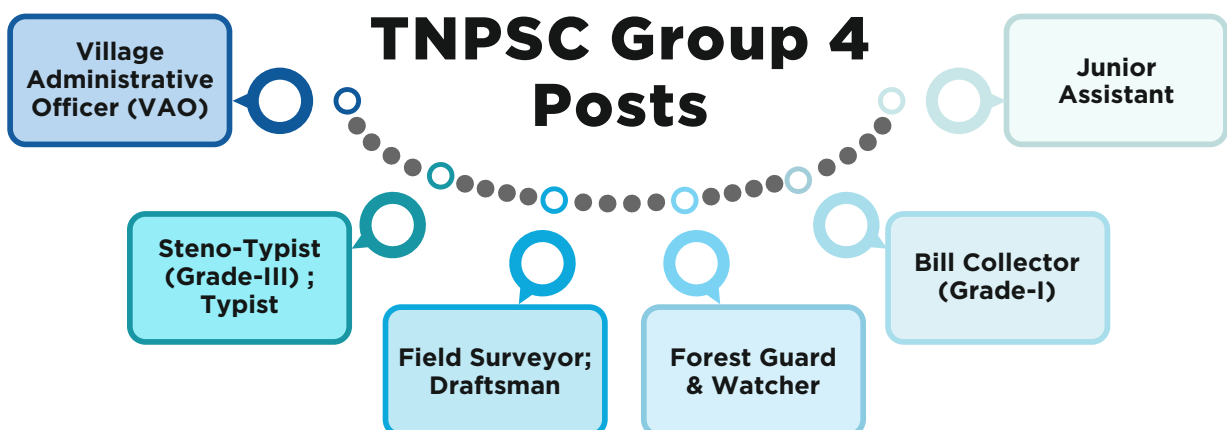 TNPSC Group 4
Posts
Village
Administrative
Officer (VAO)
Steno-Typist
(Grade-III) ;
Typist
Field Surveyor;
Draftsman
Forest Guard
& Watcher
Bill Collector
(Grade-I)
Junior
Assistant